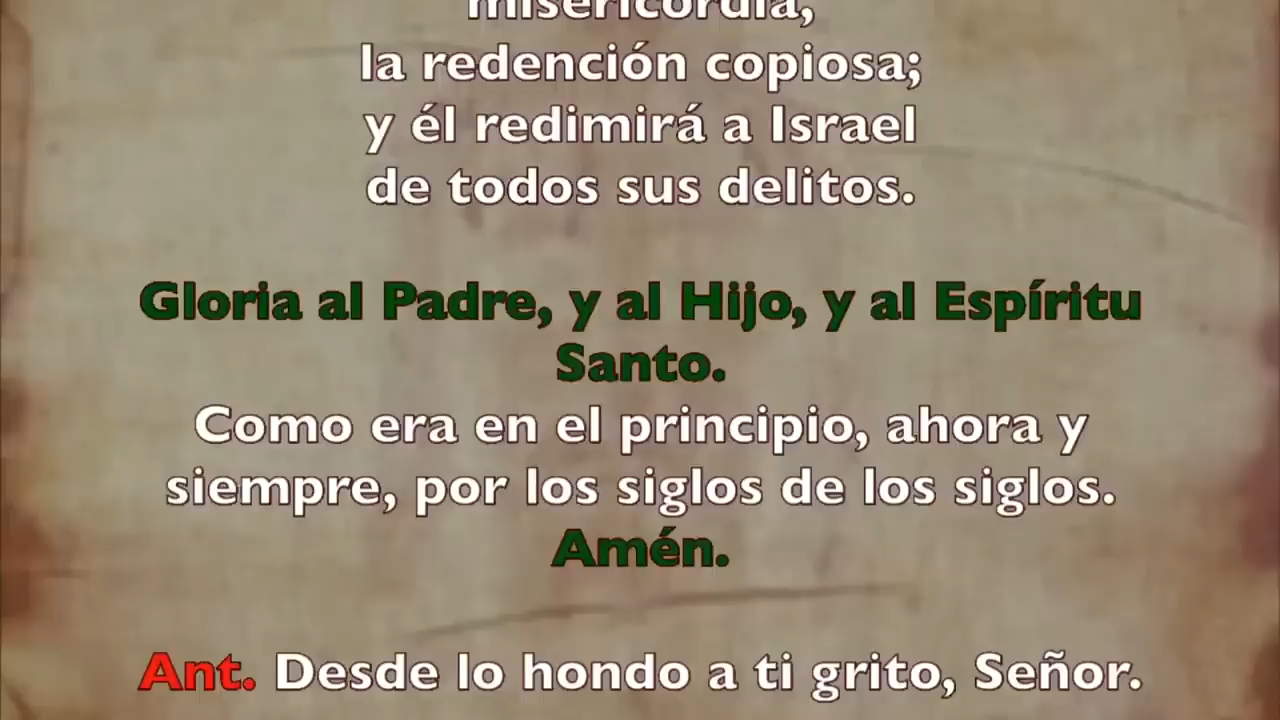 misericordia,
la redención copiosa;
y él redimirá a Israel
de todos sus delitos.
Gloria al Padre, y al Hijo, y al Espíritu
Santo.
Como era en el principio, ahora y
siempre, por los siglos de los siglos.
Amén.
Ant. Desde lo hondo a ti grito, Señor.